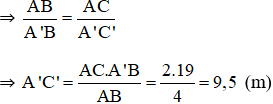 ⇒ AB/A'B = AC/A'C'
⇒ A'C' = AC.A'B/AB = 2.19/4 = 9,5 (m)